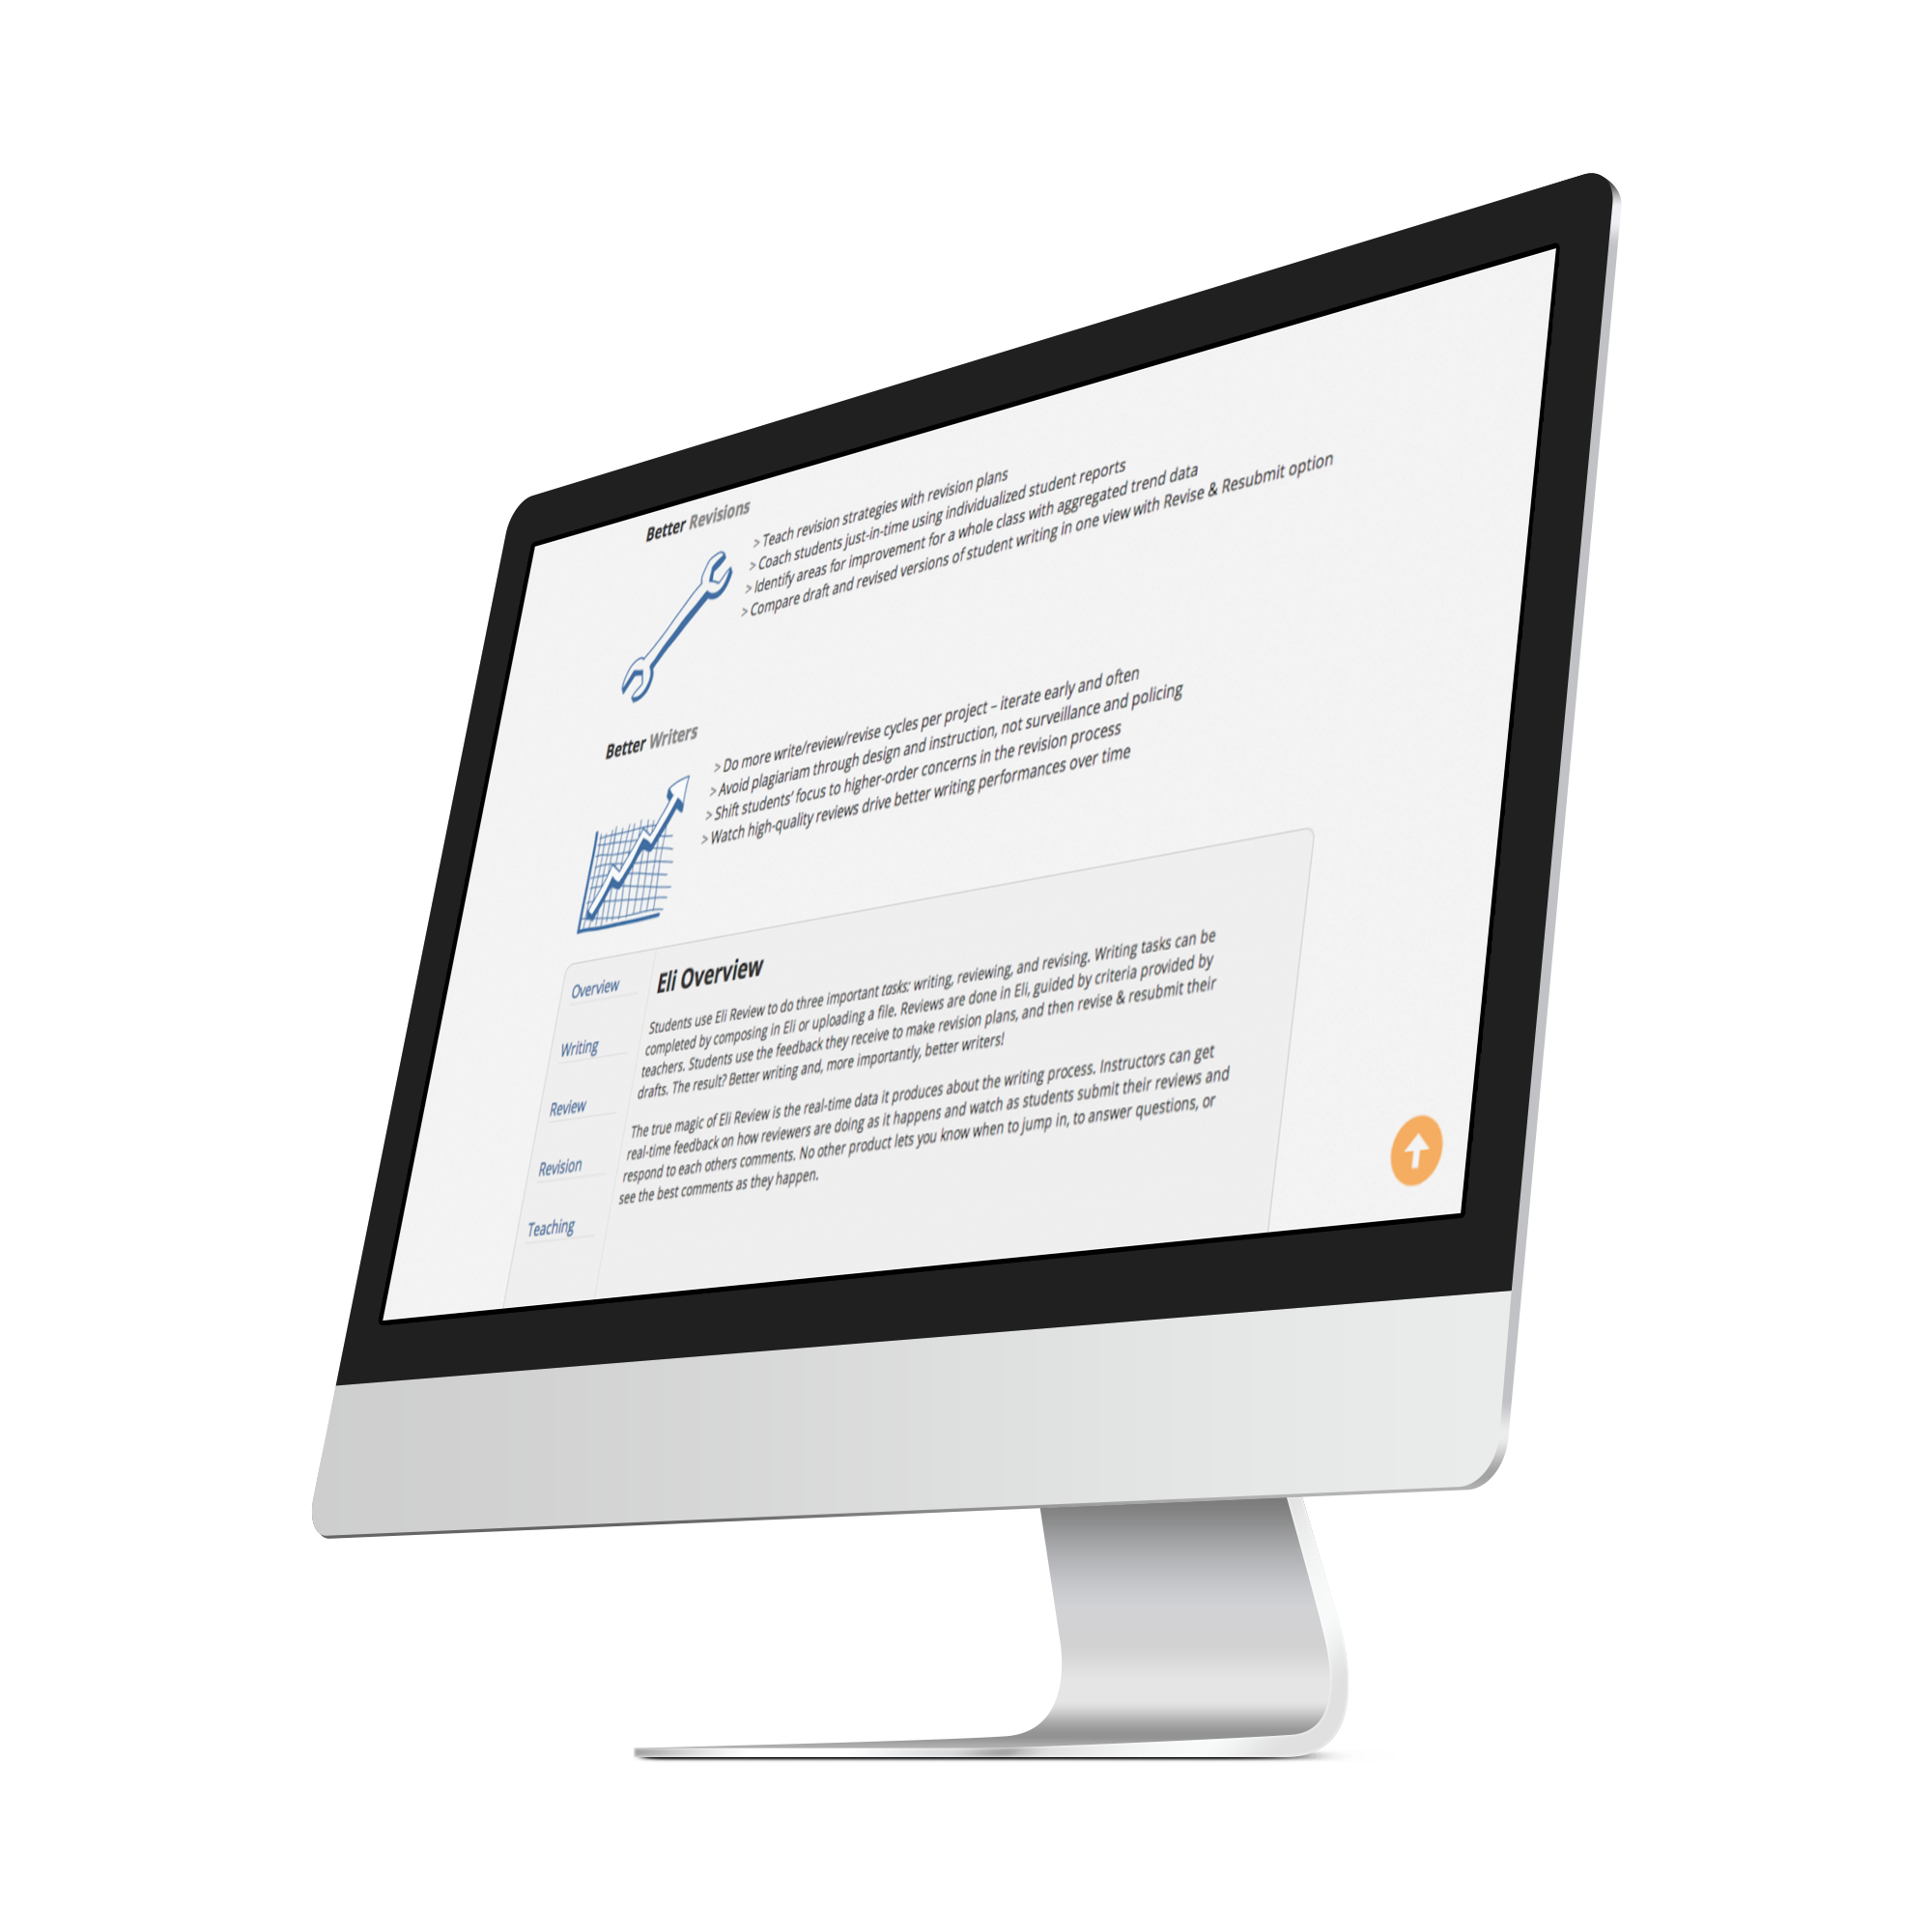 Better Revisions
> Teach revision strategies with revision plans
> Coach students just-in-time using individualized student reports
> Identify areas for improvement for a whole class with aggregated trend data
> Compare draft and revised versions of student writing in one view with Revise & Resubmit option
Better Writers
> Do more write/review/revise cycles per project – iterate early and often
> Avoid plagiariam through design and instruction, not surveillance and policing
> Shift students’ focus to higher-order concerns in the revision process
> Watch high-quality reviews drive better writing performances over time
Overview
Writing
Review
Revision
Teaching
Eli Overview
Students use Eli Review to do three important tasks: writing, reviewing, and revising. Writing tasks can be
completed by composing in Eli or uploading a file. Reviews are done in Eli, guided by criteria provided by
teachers. Students use the feedback they receive to make revision plans, and then revise & resubmit their
drafts. The result? Better writing and, more importantly, better writers!
The true magic of Eli Review is the real-time data it produces about the writing process. Instructors can get
real-time feedback on how reviewers are doing as it happens and watch as students submit their reviews and
respond to each others comments. No other product lets you know when to jump in, to answer questions, or
see the best comments as they happen.